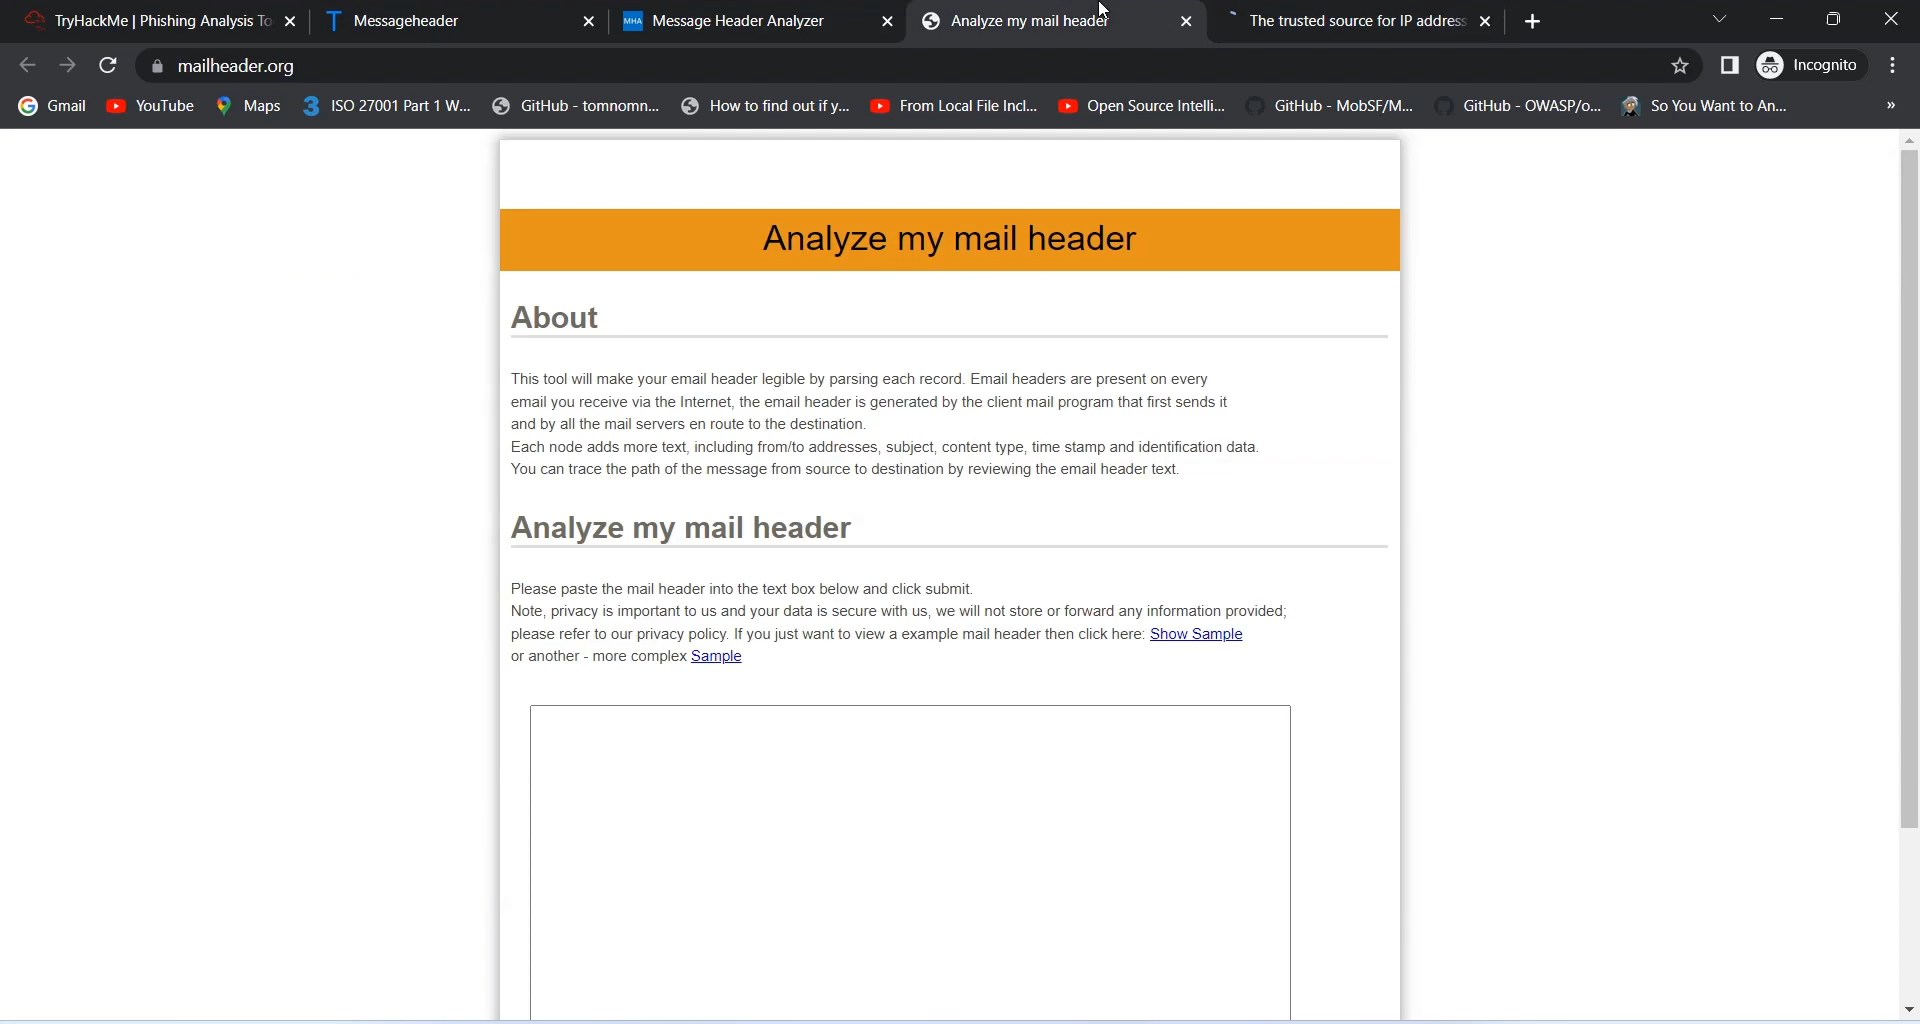 TryHackMe | Phishing Analysis To
Messageheader
MHA
Message Header Analyzer
Analyze my mail header
The trusted source for IP address
mailheader.org
Incognito
Gmail
YouTube
Maps
ISO 27001 Part 1 W...
GitHub - tomnomn...
How to find out if y...
From Local File Incl...
Open Source Intelli...
GitHub - MobSF/M...
GitHub - OWASP/o...
So You Want to An...
»
Analyze my mail header
About
This tool will make your email header legible by parsing each record. Email headers are present on every
email you receive via the Internet, the email header is generated by the client mail program that first sends it
and by all the mail servers en route to the destination.
Each node adds more text, including from/to addresses, subject, content type, time stamp and identification data.
You can trace the path of the message from source to destination by reviewing the email header text.
Analyze my mail header
Please paste the mail header into the text box below and click submit.
Note, privacy is important to us and your data is secure with us, we will not store or forward any information provided;
please refer to our privacy policy. If you just want to view a example mail header then click here: Show Sample
or another - more complex Sample